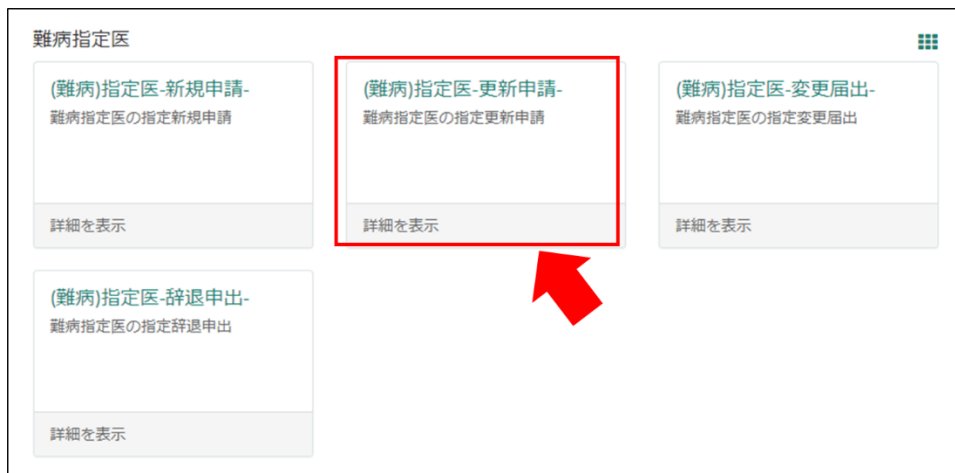 難病指定医
(難病)指定医-新規申請-
難病指定医の指定新規申請
詳細を表示
(難病)指定医-更新申請-
難病指定医の指定更新申請
詳細を表示
(難病)指定医-変更届出-
難病指定医の指定変更届出
詳細を表示
(難病)指定医-辞退申出-
難病指定医の指定辞退申出
詳細を表示